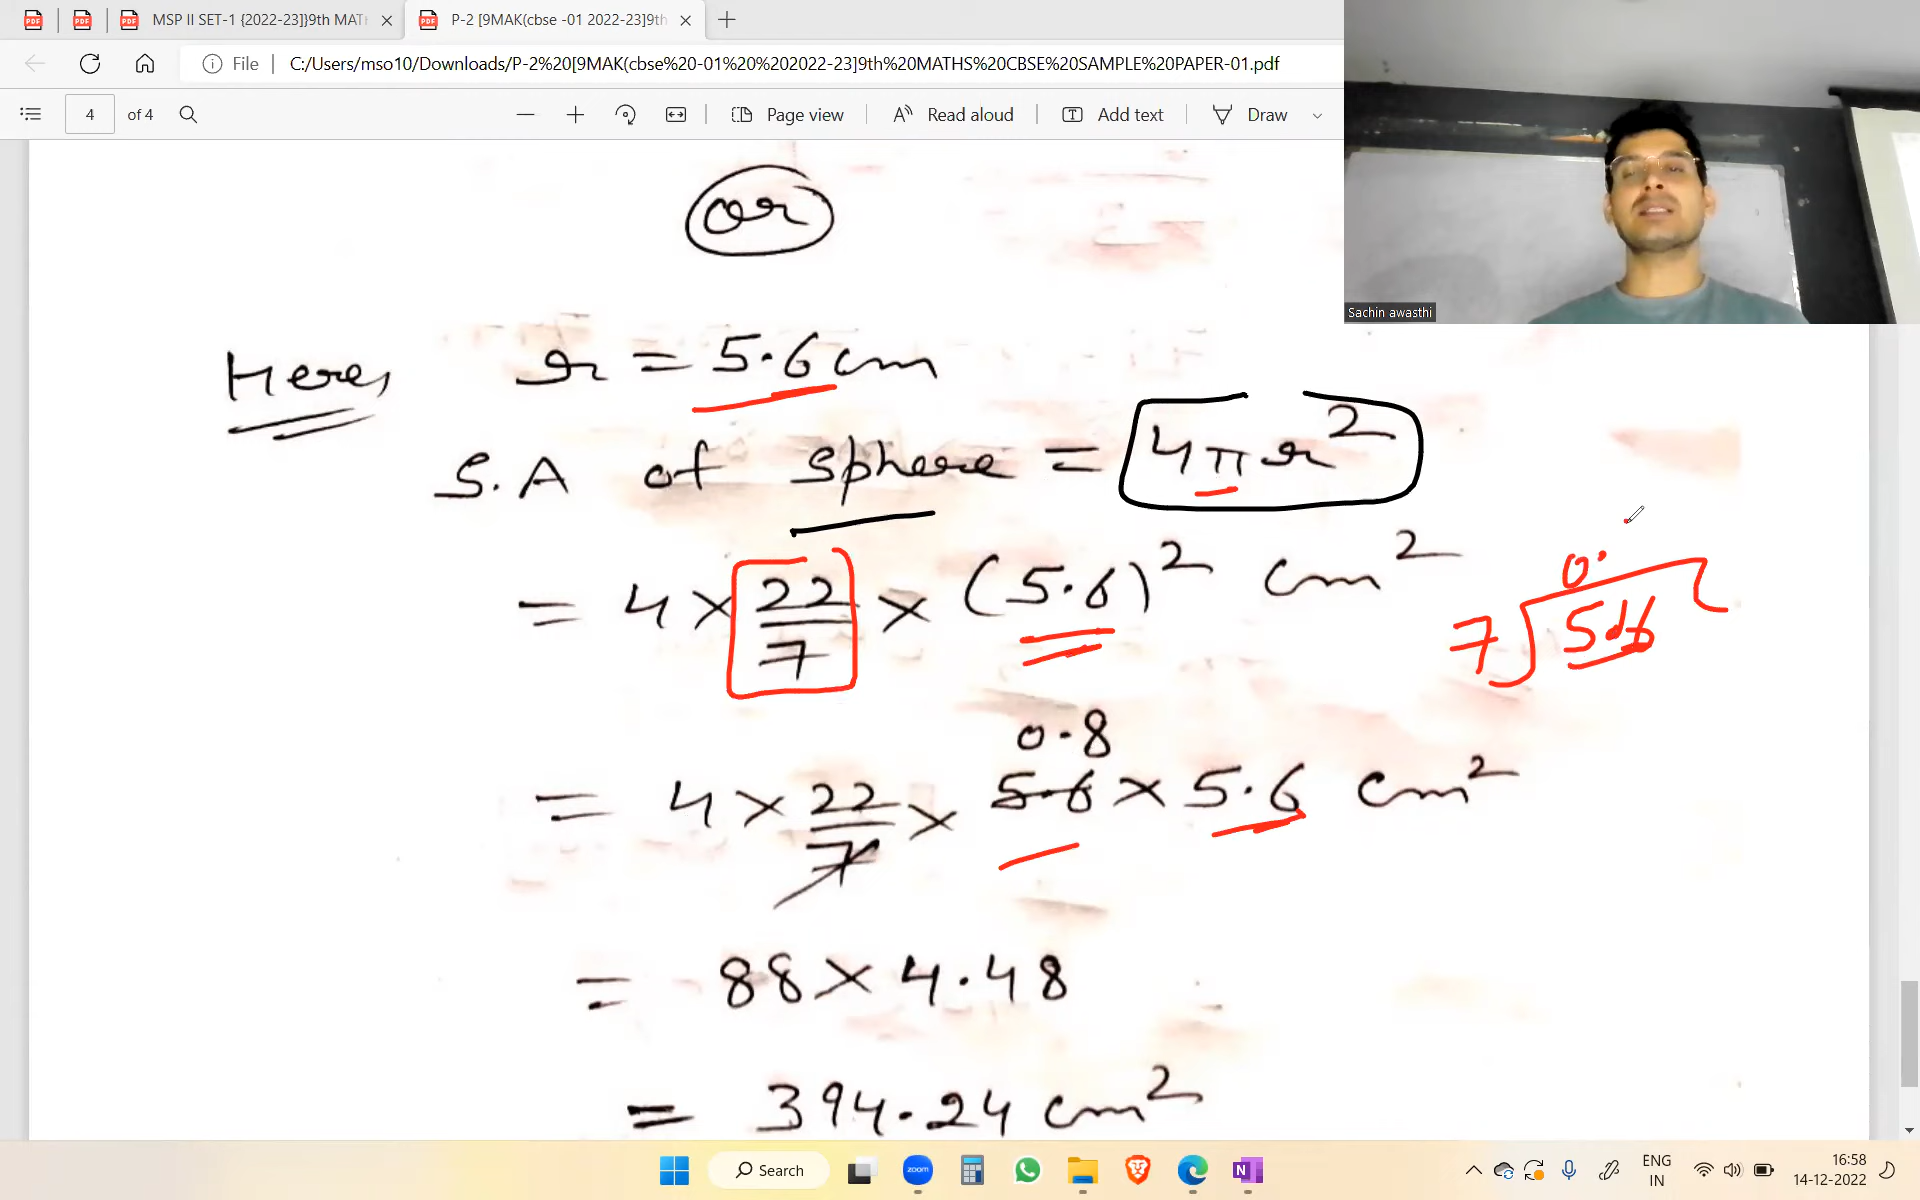 MSP II SET-1 {2022-23]}9th MATH
P-2 [9MAK(cbse -01 2022-23]9th
File
C:/Users/mso10/Downloads/P-2%20[9MAK(cbse%20-01%20%202022-23]9th%20MATHS%20CBSE%20SAMPLE%20PAPER-01.pdf
4 of 4
Page view
Read aloud
Add text
Draw
Sachin awasthi
or
Here, r = 5.6 cm
S.A of sphere = 4πr²
= 4 × 22/7 × (5.6)² cm²
0.
7 5.6
0.8
= 4 × 22/7 × 5.6 × 5.6 cm²
= 88 × 4.48
= 394.24 cm²
Search
zoom
N
ENG
IN
16:58
14-12-2022